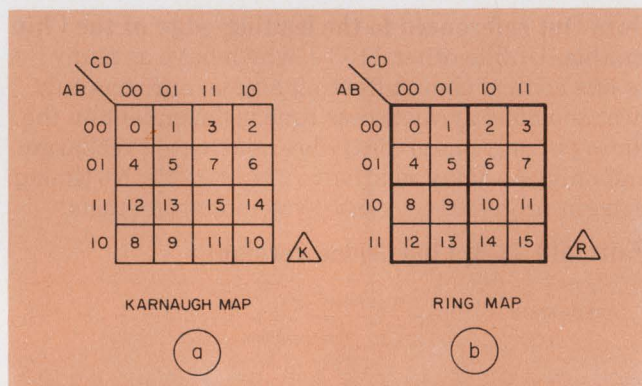 CD
AB 00 01 11 10
00 0 1 3 2
01 4 5 7 6
11 12 13 15 14
10 8 9 11 10
K
KARNAUGH MAP
a
CD
AB 00 01 10 11
00 0 1 2 3
01 4 5 6 7
10 8 9 10 11
11 12 13 14 15
R
RING MAP
b